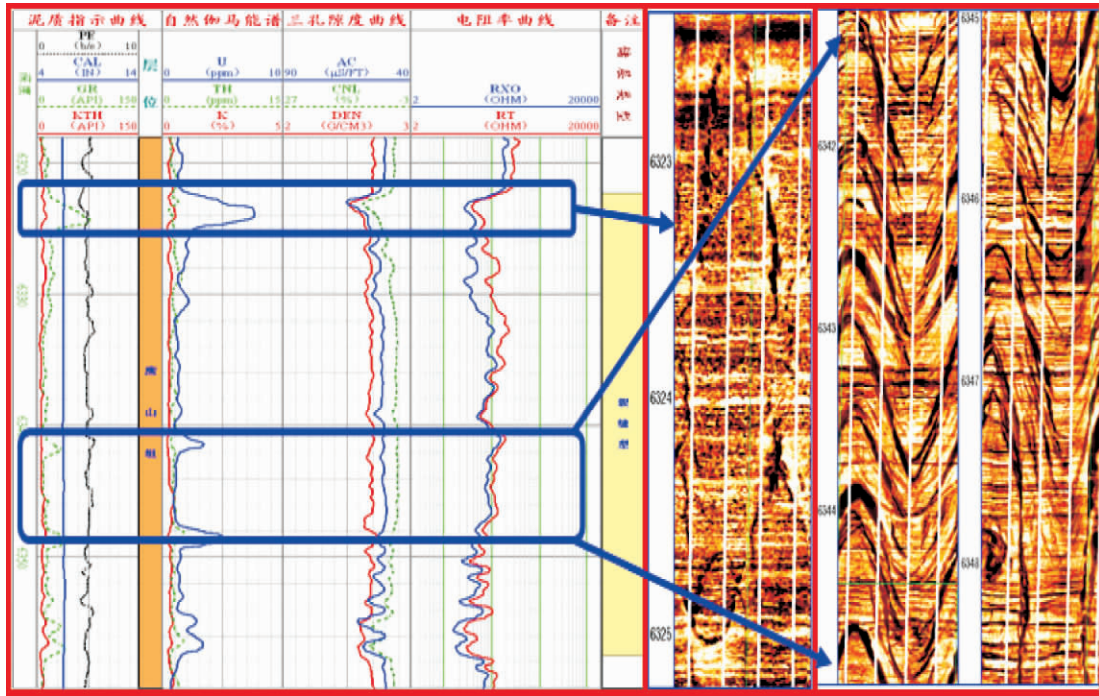 泥质指示曲线
自然伽马能谱
三孔隙度曲线
电阻率曲线
备注
PE
0 (b/e) 10
CAL
4 (IN) 14
GR
0 (API) 150
KTH
0 (API) 150
层
位
U
0 (ppm) 10
TH
0 (ppm) 15
K
0 (%) 5
AC
90 (μS/FT) 40
CNL
27 (%) -3
DEN
2 (G/CM3) 3
RXO
2 (OHM) 20000
RT
2 (OHM) 20000
6320
6330
6350
山
组
型
6323
6324
6325
6342
6343
6344
6345
6346
6347
6348